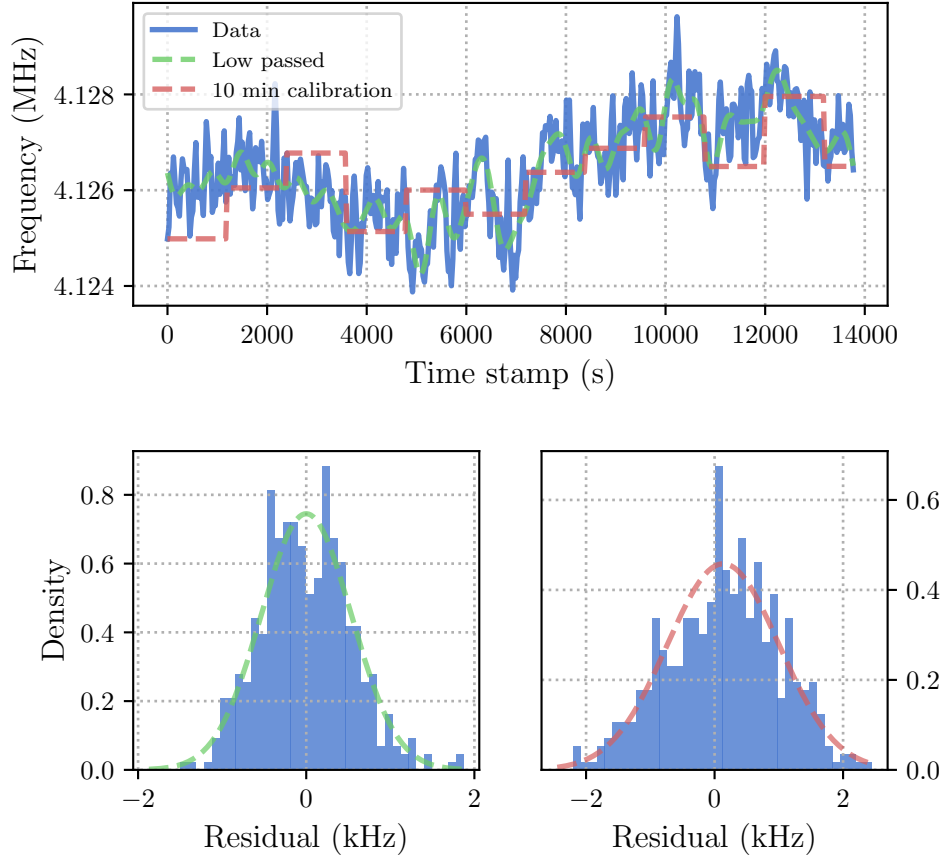 Data
Low passed
10 min calibration
Frequency (MHz)
4.128
4.126
4.124
0 2000 4000 6000 8000 10000 12000 14000
Time stamp (s)
Density
0.8
0.6
0.4
0.2
0.0
−2 0 2
Residual (kHz)
0.6
0.4
0.2
0.0
−2 0 2
Residual (kHz)